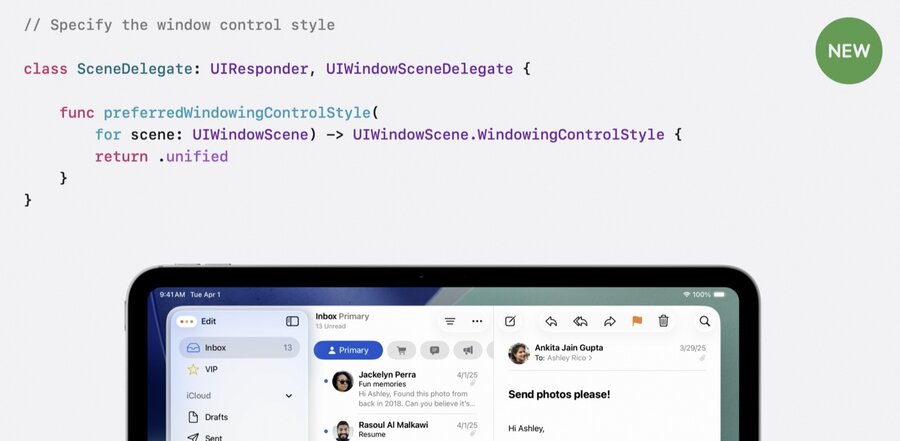 // Specify the window control style
NEW
class SceneDelegate: UIResponder, UIWindowSceneDelegate {
func preferredWindowingControlStyle(
for scene: UIWindowScene) -> UIWindowScene.WindowingControlStyle {
return .unified
}
}
9:41 AM Tue Apr 1
100%
Edit
Inbox 13
VIP
iCloud
Drafts
Sent
Inbox Primary
13 Unread
Primary
Jackelyn Perra 4/1/25
Fun memories
Hi Ashley, Found this photo from
back in 2018. Can you believe it's...
Rasoul Al Malkawi 4/1/25
Resume
Ankita Jain Gupta 3/29/25
To: Ashley Rico >
Send photos please!
Hi Ashley,